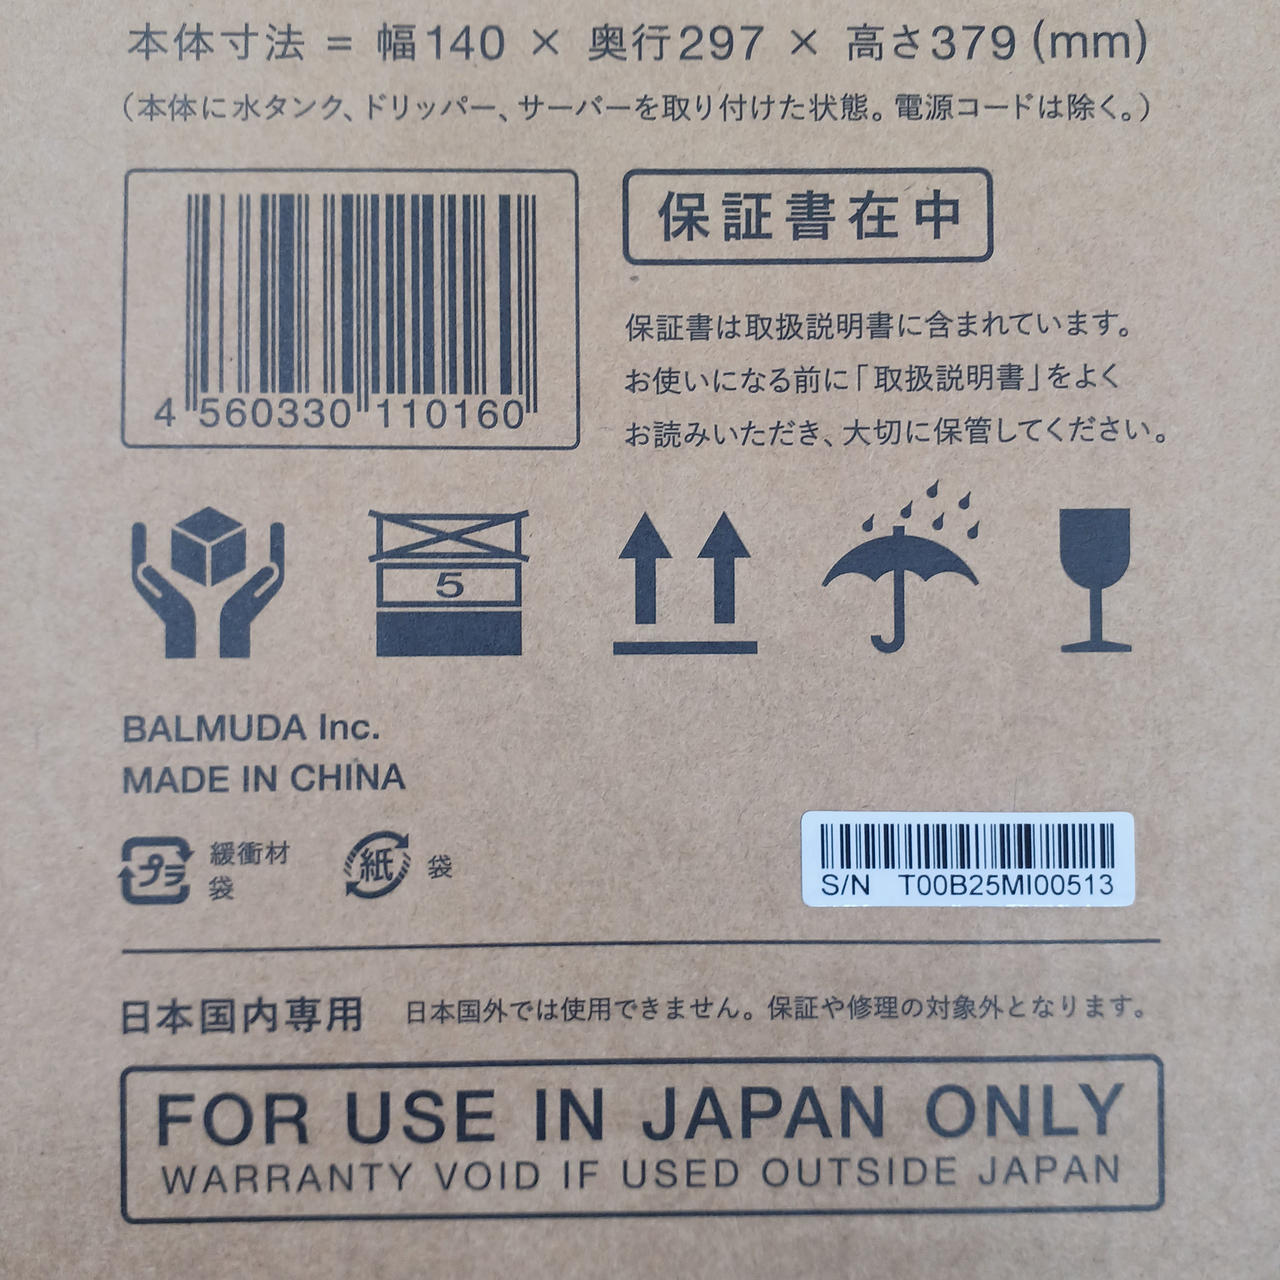 本体寸法 = 幅140 × 奥行297 × 高さ379 (mm)
（本体に水タンク、ドリッパー、サーバーを取り付けた状態。電源コードは除く。）
4 560330 110160
保証書在中
保証書は取扱説明書に含まれています。
お使いになる前に「取扱説明書」をよく
お読みいただき、大切に保管してください。
5
BALMUDA Inc.
MADE IN CHINA
プラ 緩衝材
袋
紙 袋
S/N T00B25MI00513
日本国内専用 日本国外では使用できません。保証や修理の対象外となります。
FOR USE IN JAPAN ONLY
WARRANTY VOID IF USED OUTSIDE JAPAN